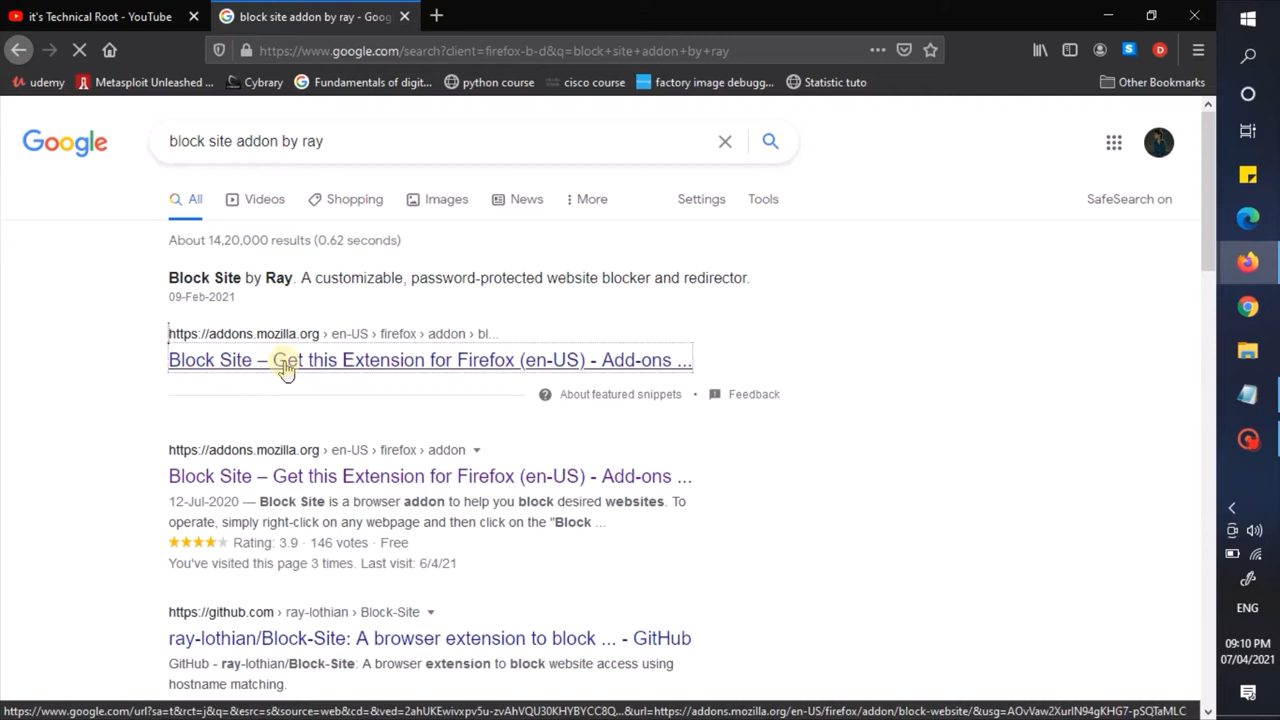 it's Technical Root - YouTube
block site addon by ray - Goog
https://www.google.com/search?client=firefox-b-d&q=block+site+addon+by+ray
udemy
Metasploit Unleashed ...
Cybrary
Fundamentals of digit...
python course
cisco course
factory image debugg...
Statistic tuto
Other Bookmarks
Google
block site addon by ray
All
Videos
Shopping
Images
News
More
Settings
Tools
SafeSearch on
About 14,20,000 results (0.62 seconds)
Block Site by Ray. A customizable, password-protected website blocker and redirector.
09-Feb-2021
https://addons.mozilla.org › en-US › firefox › addon › bl...
Block Site – Get this Extension for Firefox (en-US) - Add-ons ...
About featured snippets
•
Feedback
https://addons.mozilla.org › en-US › firefox › addon
Block Site – Get this Extension for Firefox (en-US) - Add-ons ...
12-Jul-2020 — Block Site is a browser addon to help you block desired websites. To
operate, simply right-click on any webpage and then click on the "Block ...
Rating: 3.9 · 146 votes · Free
You've visited this page 3 times. Last visit: 6/4/21
https://github.com › ray-lothian › Block-Site
ray-lothian/Block-Site: A browser extension to block ... - GitHub
GitHub - ray-lothian/Block-Site: A browser extension to block website access using
hostname matching.
https://www.google.com/url?sa=t&rct=j&q=&esrc=s&source=web&cd=&ved=2ahUKEwivxpv5u-zvAhVQU30KHYBYCC8Q...&url=https://addons.mozilla.org/en-US/firefox/addon/block-website/&usg=AOvVaw2XurlN94gKHG7-pS1QaMLC
ENG
09:10 PM
07/04/2021